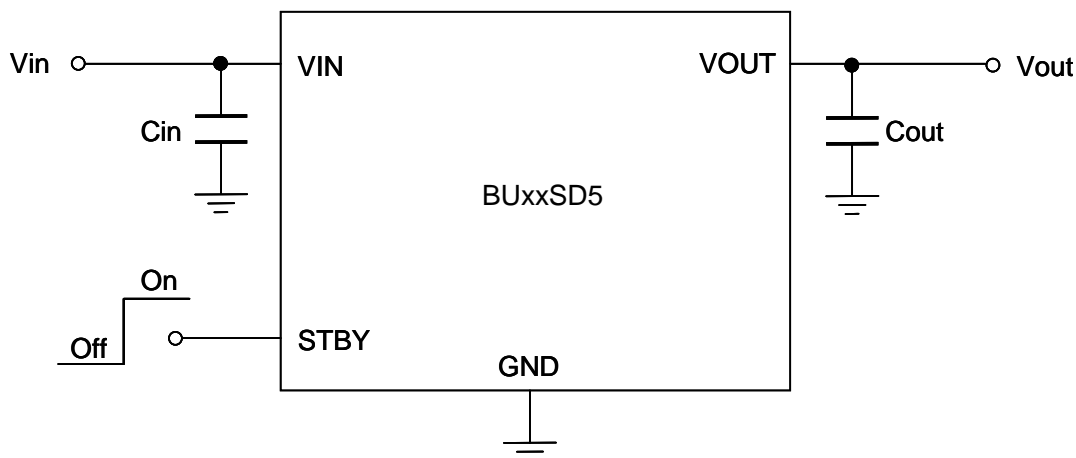 Vin
VIN
VOUT
Vout
Cin
Cout
BUxxSD5
On
Off
STBY
GND